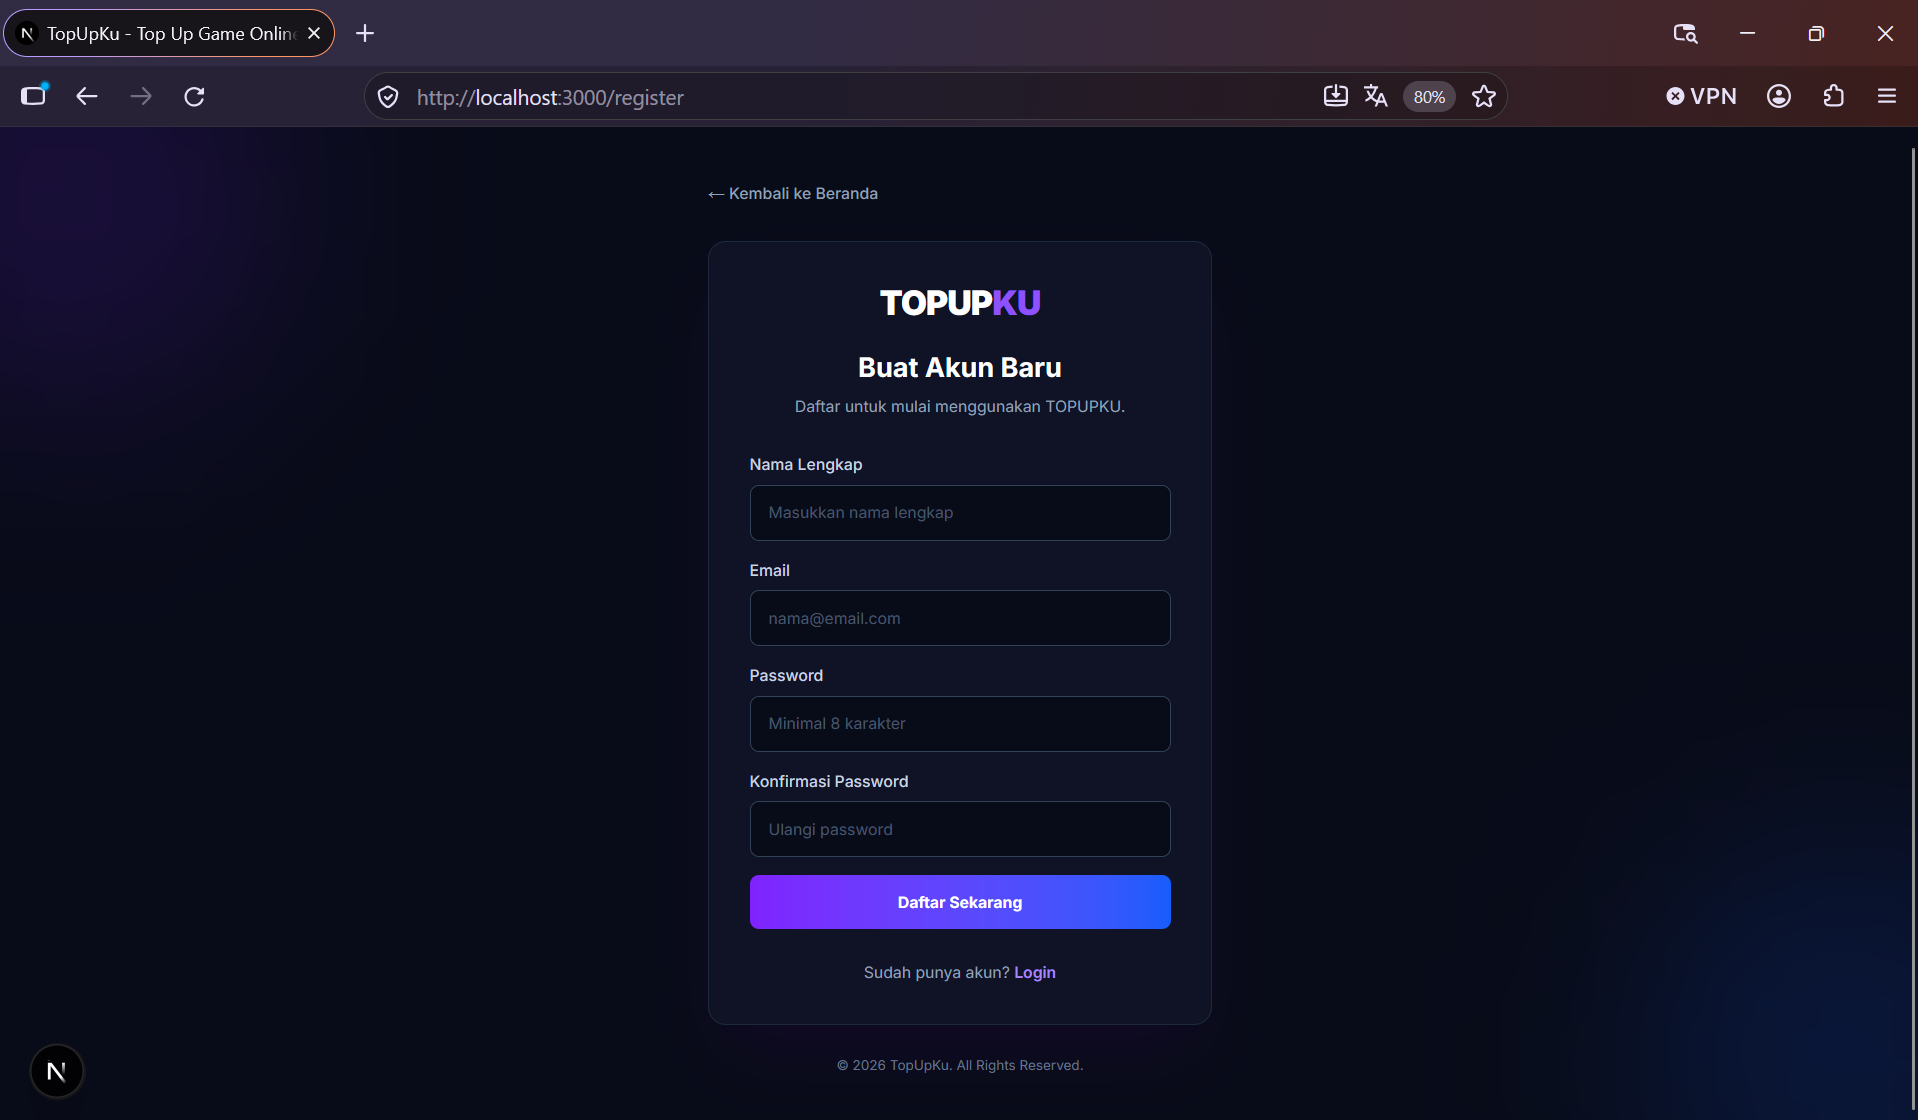 TopUpKu - Top Up Game Online
http://localhost:3000/register
80%
VPN
← Kembali ke Beranda
TOPUPKU
Buat Akun Baru
Daftar untuk mulai menggunakan TOPUPKU.
Nama Lengkap
Masukkan nama lengkap
Email
nama@email.com
Password
Minimal 8 karakter
Konfirmasi Password
Ulangi password
Daftar Sekarang
Sudah punya akun? Login
N
© 2026 TopUpKu. All Rights Reserved.